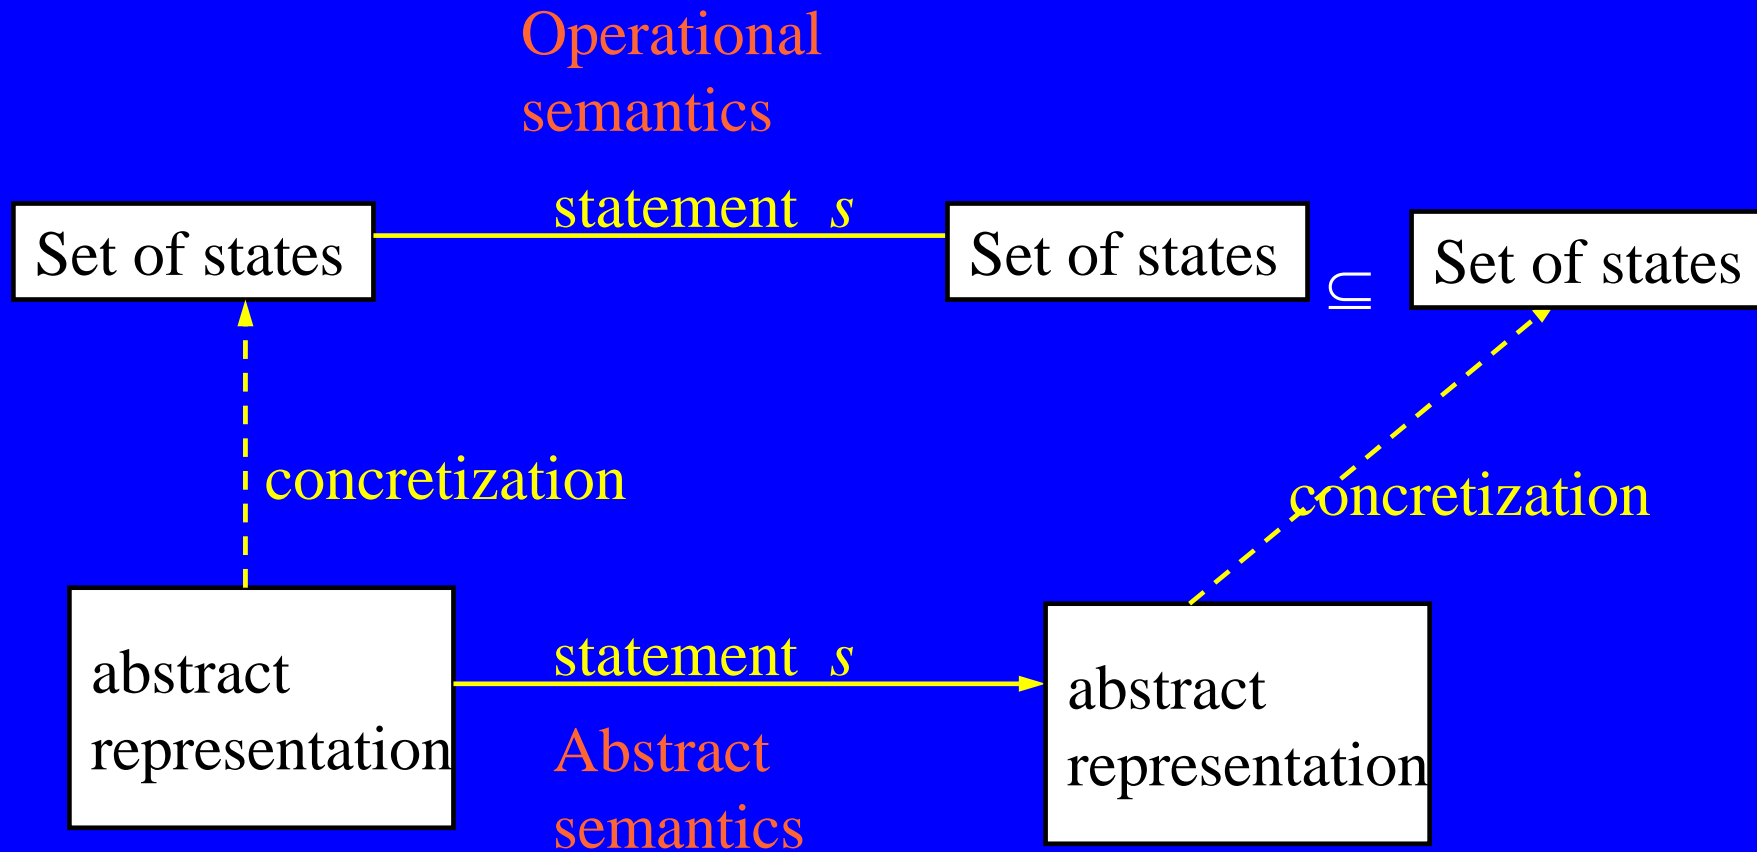 Operational
semantics
statement s
Set of states
Set of states
⊆
Set of states
concretization
concretization
abstract
representation
statement s
abstract
representation
Abstract
semantics